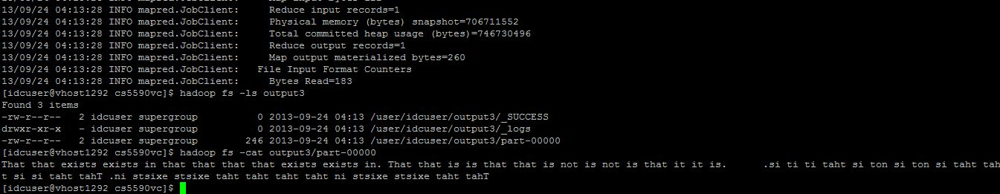 13/09/24 04:13:28 INFO mapred.JobClient:     Reduce input records=1
13/09/24 04:13:28 INFO mapred.JobClient:     Physical memory (bytes) snapshot=706711552
13/09/24 04:13:28 INFO mapred.JobClient:     Total committed heap usage (bytes)=746730496
13/09/24 04:13:28 INFO mapred.JobClient:     Reduce output records=1
13/09/24 04:13:28 INFO mapred.JobClient:     Map output materialized bytes=260
13/09/24 04:13:28 INFO mapred.JobClient:   File Input Format Counters
13/09/24 04:13:28 INFO mapred.JobClient:     Bytes Read=183
[idcuser@vhost1292 cs5590vc]$ hadoop fs -ls output3
Found 3 items
-rw-r--r--   2 idcuser supergroup          0 2013-09-24 04:13 /user/idcuser/output3/_SUCCESS
drwxr-xr-x   - idcuser supergroup          0 2013-09-24 04:13 /user/idcuser/output3/_logs
-rw-r--r--   2 idcuser supergroup        246 2013-09-24 04:13 /user/idcuser/output3/part-00000
[idcuser@vhost1292 cs5590vc]$ hadoop fs -cat output3/part-00000
That that exists exists in that that that that exists exists in. That that is is that that is not is not is that it it is.      .si ti ti taht si ton si ton si taht tah
t si si taht tahT .ni stsixe stsixe taht taht taht taht ni stsixe stsixe taht tahT
[idcuser@vhost1292 cs5590vc]$